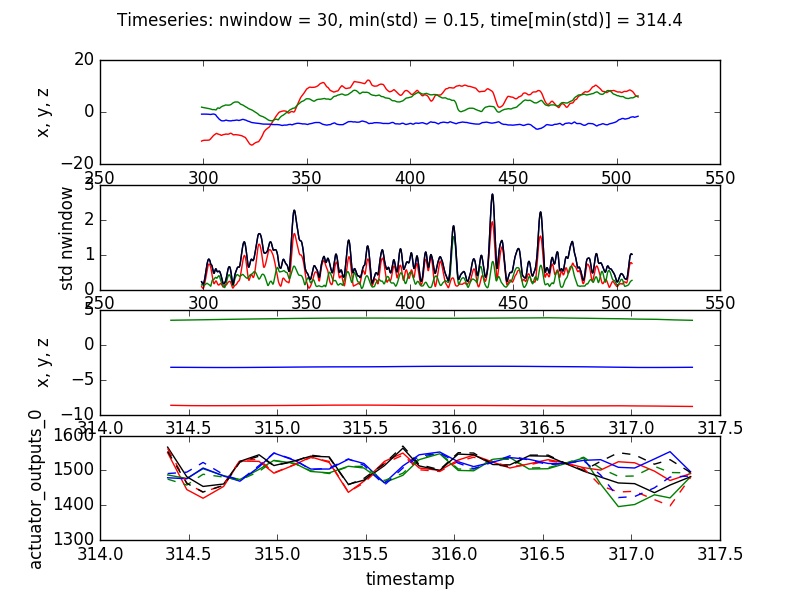 Timeseries: nwindow = 30, min(std) = 0.15, time[min(std)] = 314.4
x, y, z
20
0
−20
250 300 350 400 450 500 550
std nwindow
3
2
1
0
250 300 350 400 450 500 550
x, y, z
5
0
−5
−10
314.0 314.5 315.0 315.5 316.0 316.5 317.0 317.5
actuator_outputs_0
1600
1500
1400
1300
314.0 314.5 315.0 315.5 316.0 316.5 317.0 317.5
timestamp